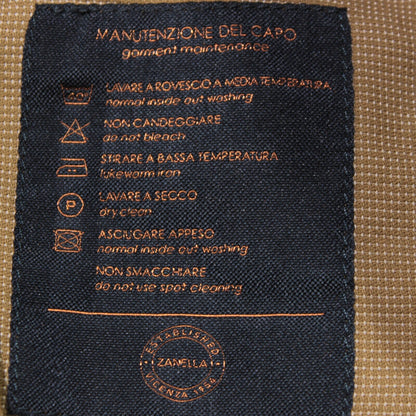 MANUTENZIONE DEL CAPO
garment maintenance
LAVARE A ROVESCO A MEDIA TEMPERATURA
normal inside out washing
NON CANDEGGIARE
do not bleach
STIRARE A BASSA TEMPERATURA
lukewarm iron
LAVARE A SECCO
P
dry clean
ASCIUGARE APPESO
normal inside out washing
NON SMACCHIARE
do not use spot cleaning
ESTABLISHED
ZANELLA
VICENZA 1954